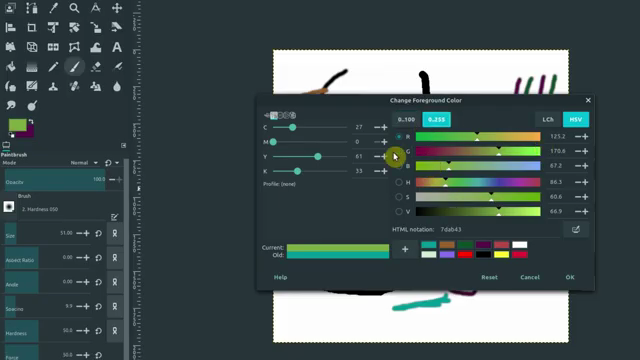 Change Foreground Color
0..100
0..255
LCh
HSV
C 27
M 0
Y 61
K 33
Profile: (none)
R 125.2
G 170.6
B 67.2
H 86.3
S 60.6
V 66.9
HTML notation: 7dab43
Current:
Old:
Help
Reset
Cancel
OK
Paintbrush
Opacity 100.0
Brush
2. Hardness 050
Size 51.00
Aspect Ratio 0.00
Angle 0.00
Spacing 9.9
Hardness 50.0
Force 50.0